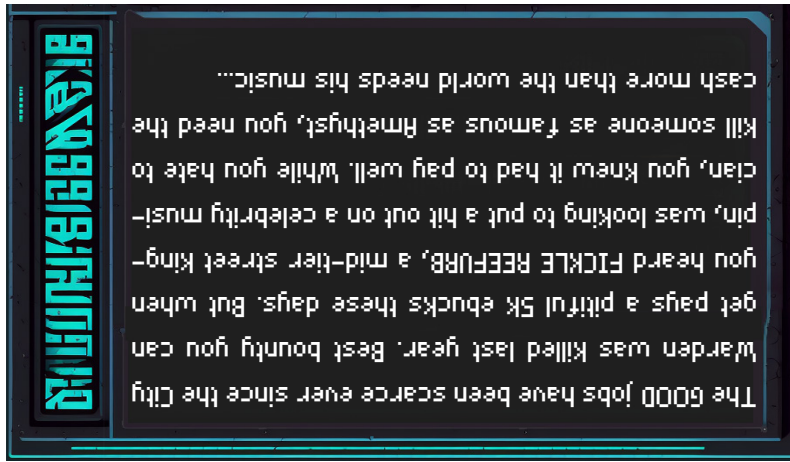 The GOOD jobs have been scarce ever since the City
Warden was killed last year. Best bounty you can
get pays a pitiful 5k ebucks these days. But when
you heard FICKLE REEFURB, a mid-tier street king-
pin, was looking to put a hit out on a celebrity musi-
cian, you knew it had to pay well. While you hate to
kill someone as famous as Amethyst, you need the
cash more than the world needs his music...